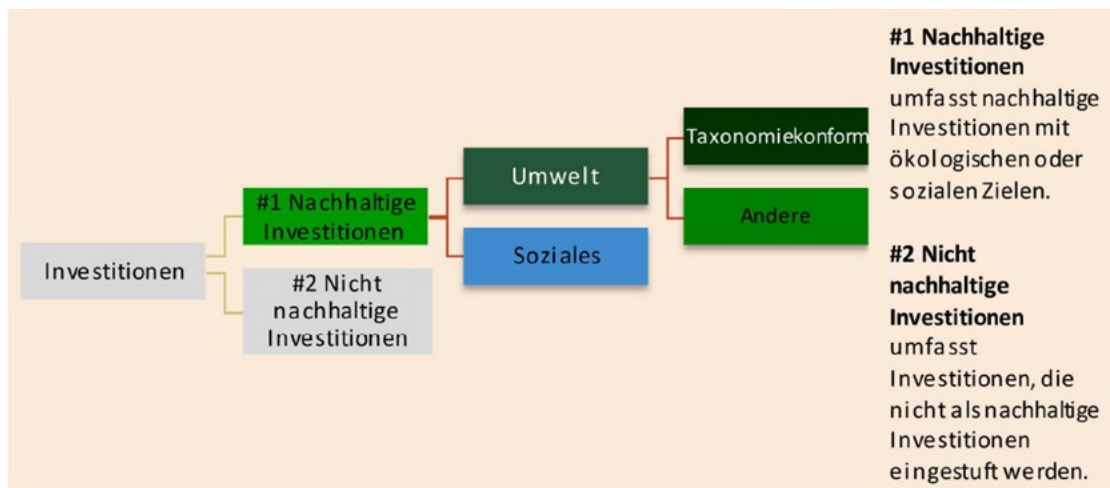 Investitionen
#1 Nachhaltige
Investitionen
#2 Nicht
nachhaltige
Investitionen
Umwelt
Soziales
Taxonomiekonform
Andere
#1 Nachhaltige
Investitionen
umfasst nachhaltige
Investitionen mit
ökologischen oder
sozialen Zielen.
#2 Nicht
nachhaltige
Investitionen
umfasst
Investitionen, die
nicht als nachhaltige
Investitionen
eingestuft werden.